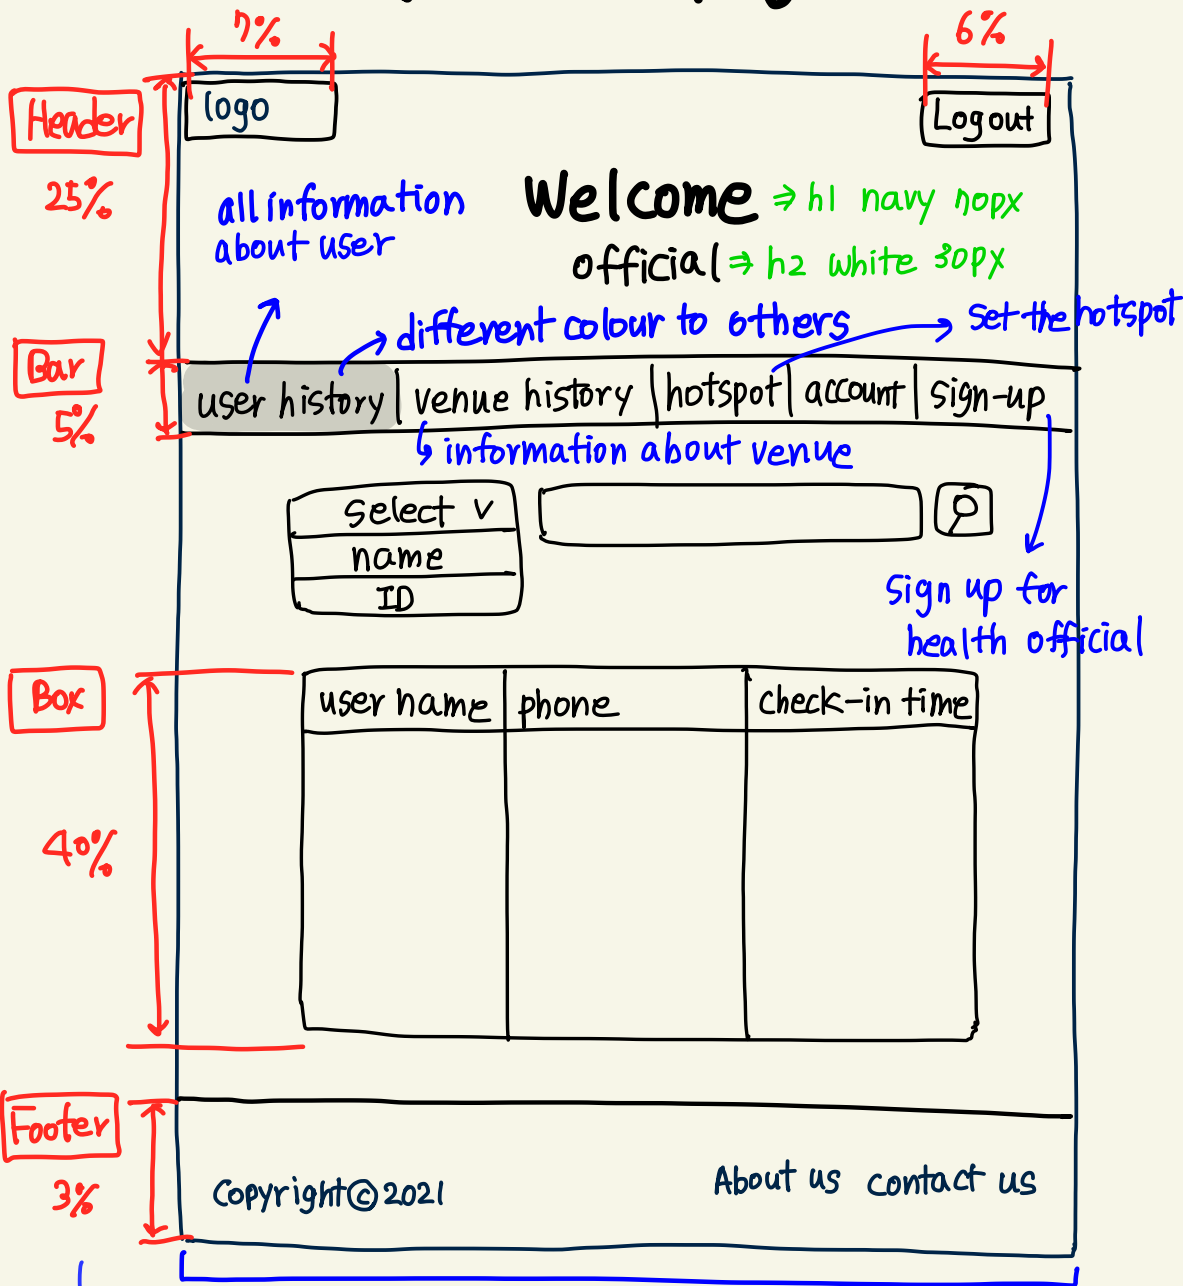 7%
6%
Header
logo
Logout
25%
all information
about user
Welcome ⇒ h1 navy 70px
official ⇒ h2 white 30px
different colour to others
set the hotspot
Bar
5%
user history
venue history
hotspot
account
sign-up
information about venue
select v
name
ID
sign up for
health official
Box
user name
phone
check-in time
40%
Footer
3%
Copyright©2021
About us
contact us